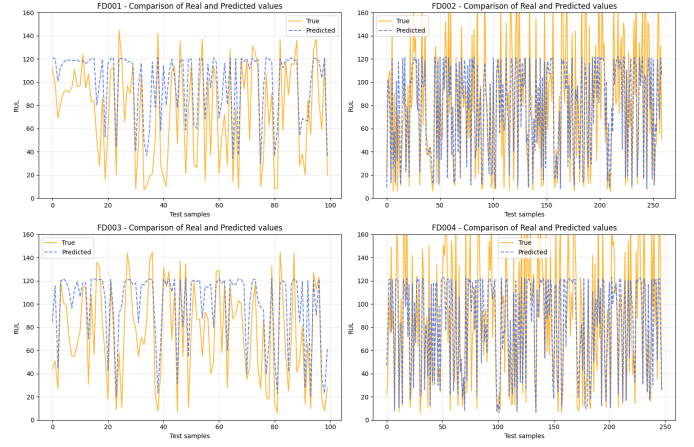 FD001 - Comparison of Real and Predicted values
True
Predicted
RUL
160
140
120
100
80
60
40
20
0
0 20 40 60 80 100
Test samples
FD002 - Comparison of Real and Predicted values
True
Predicted
RUL
160
140
120
100
80
60
40
20
0
0 50 100 150 200 250
Test samples
FD003 - Comparison of Real and Predicted values
True
Predicted
RUL
160
140
120
100
80
60
40
20
0
0 20 40 60 80 100
Test samples
FD004 - Comparison of Real and Predicted values
True
Predicted
RUL
160
140
120
100
80
60
40
20
0
0 50 100 150 200 250
Test samples